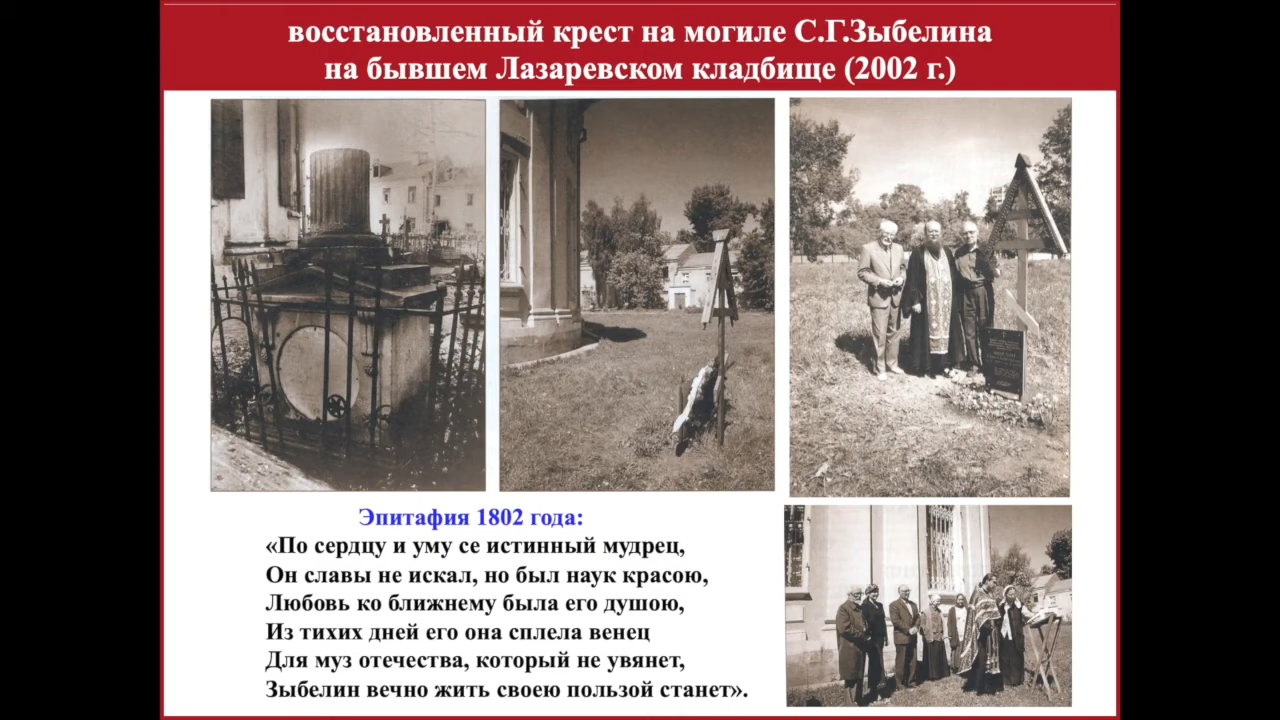 восстановленный крест на могиле С.Г.Зыбелина
на бывшем Лазаревском кладбище (2002 г.)
Эпитафия 1802 года:
«По сердцу и уму се истинный мудрец,
Он славы не искал, но был наук красою,
Любовь ко ближнему была его душою,
Из тихих дней его она сплела венец
Для муз отечества, который не увянет,
Зыбелин вечно жить своею пользой станет».